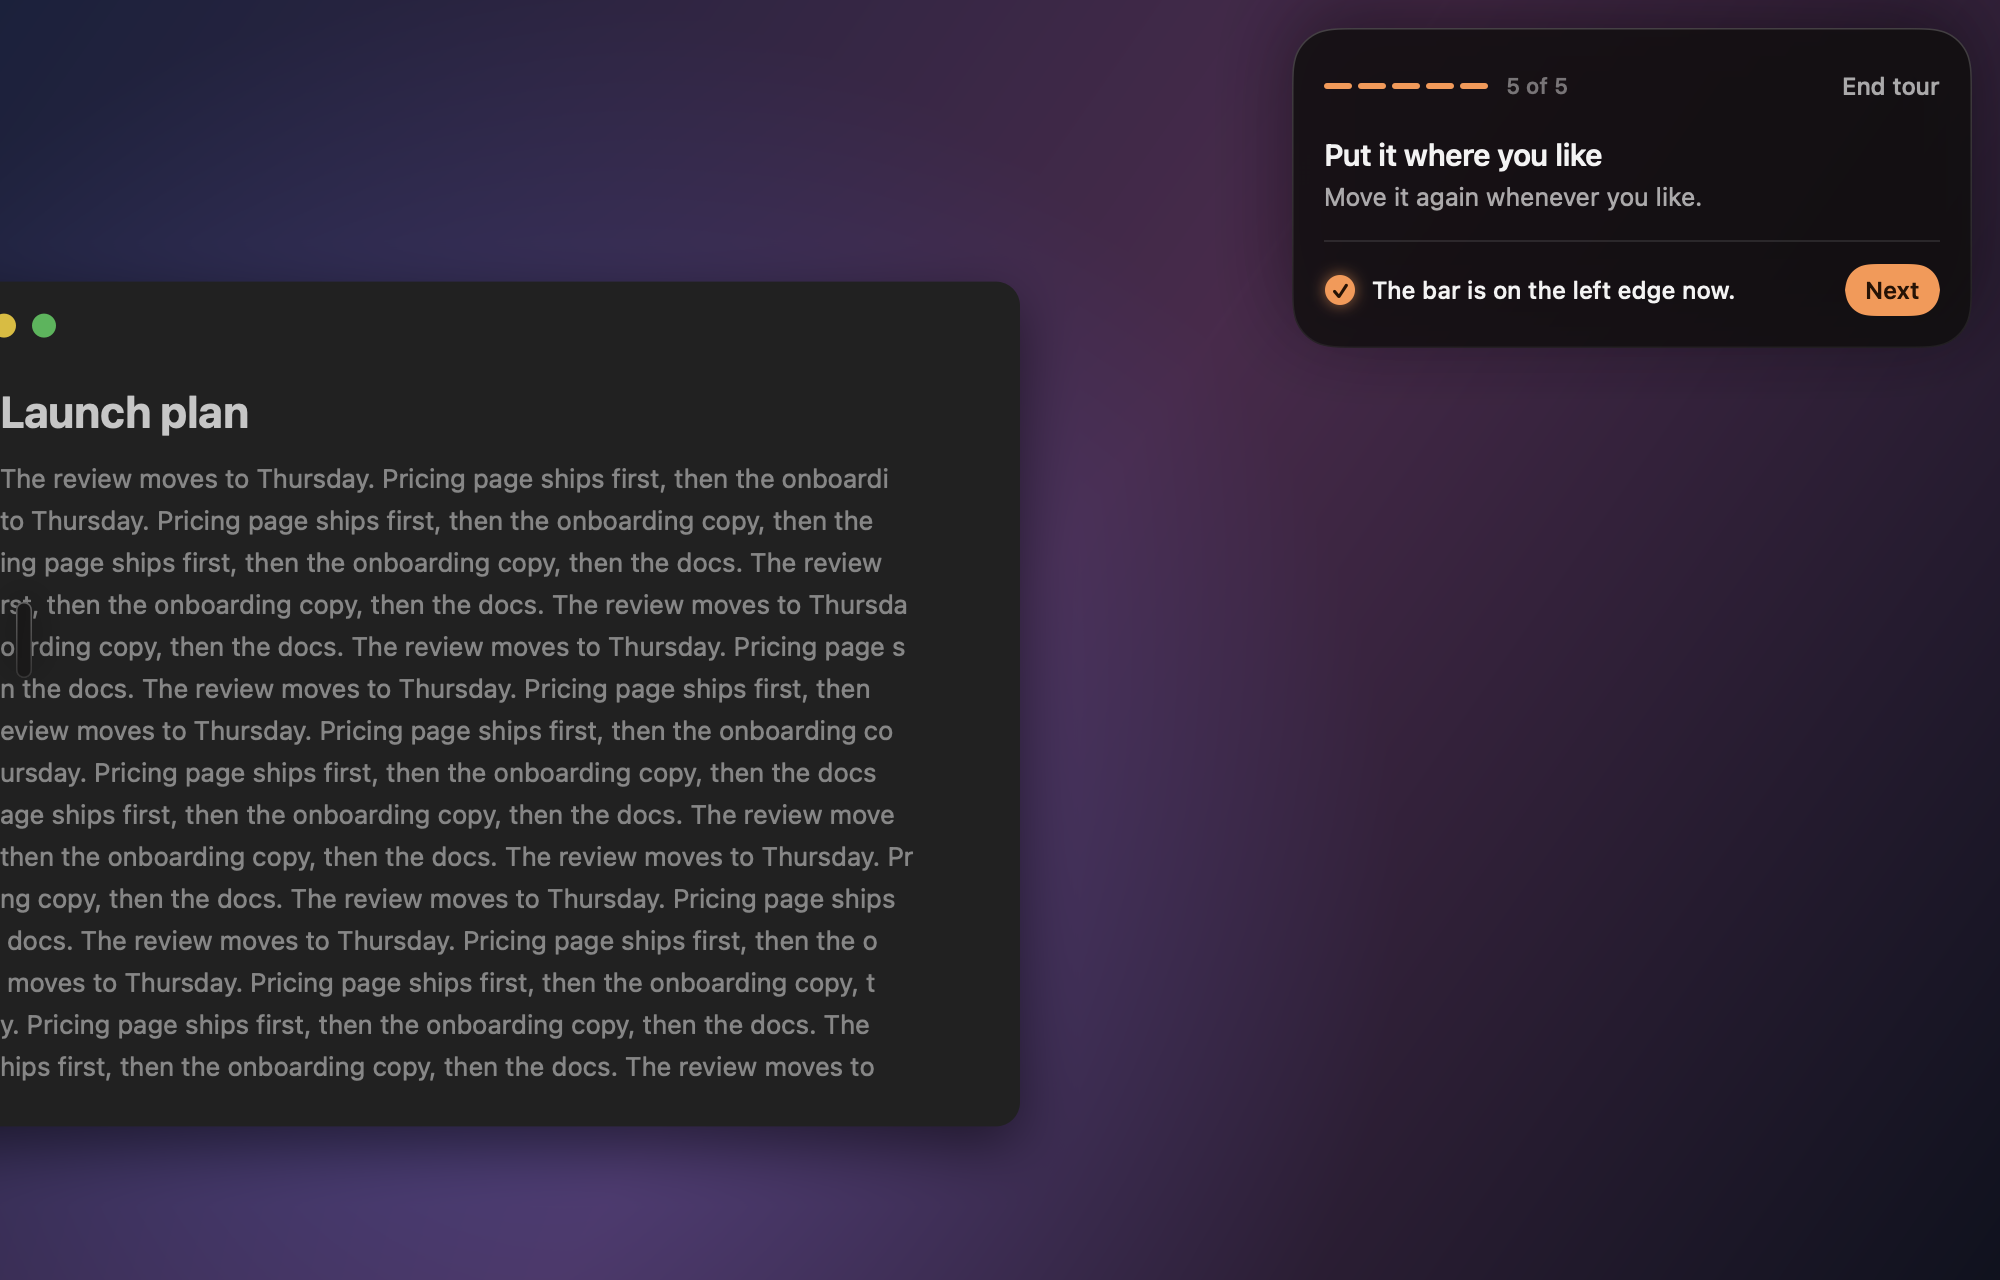 5 of 5
End tour
Put it where you like
Move it again whenever you like.
The bar is on the left edge now.
Next
Launch plan
The review moves to Thursday. Pricing page ships first, then the onboardi
to Thursday. Pricing page ships first, then the onboarding copy, then the
ing page ships first, then the onboarding copy, then the docs. The review
rst, then the onboarding copy, then the docs. The review moves to Thursda
rding copy, then the docs. The review moves to Thursday. Pricing page s
n the docs. The review moves to Thursday. Pricing page ships first, then
eview moves to Thursday. Pricing page ships first, then the onboarding co
ursday. Pricing page ships first, then the onboarding copy, then the docs
age ships first, then the onboarding copy, then the docs. The review move
then the onboarding copy, then the docs. The review moves to Thursday. Pr
ng copy, then the docs. The review moves to Thursday. Pricing page ships
docs. The review moves to Thursday. Pricing page ships first, then the o
moves to Thursday. Pricing page ships first, then the onboarding copy, t
y. Pricing page ships first, then the onboarding copy, then the docs. The
hips first, then the onboarding copy, then the docs. The review moves to